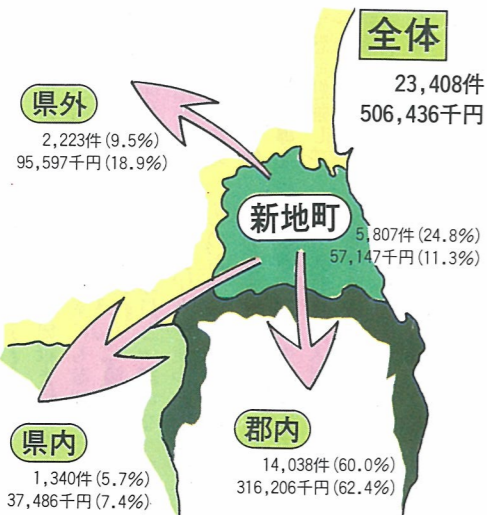 全体
23,408件
506,436千円
県外
2,223件(9.5%)
95,597千円(18.9%)
新地町
5,807件(24.8%)
57,147千円(11.3%)
県内
1,340件(5.7%)
37,486千円(7.4%)
郡内
14,038件(60.0%)
316,206千円(62.4%)